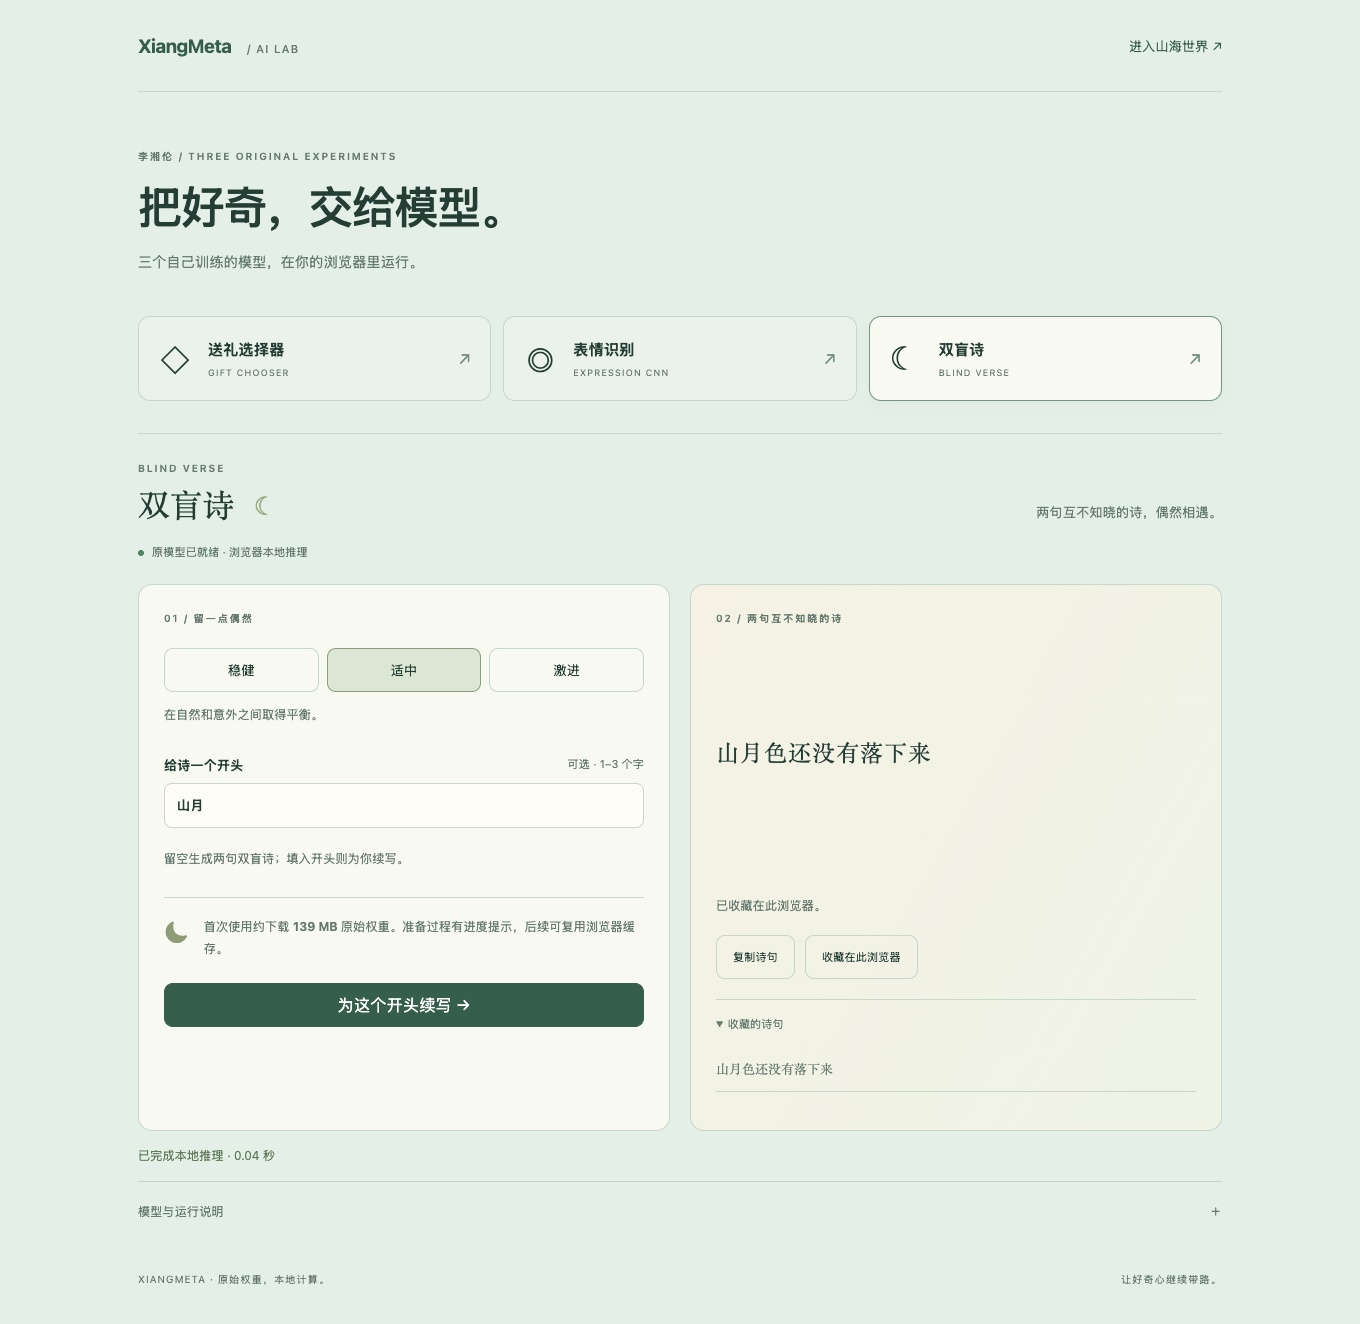 XiangMeta / AI LAB
进入山海世界 ↗
李湘伦 / THREE ORIGINAL EXPERIMENTS
把好奇，交给模型。
三个自己训练的模型，在你的浏览器里运行。
送礼选择器
GIFT CHOOSER
表情识别
EXPRESSION CNN
双盲诗
BLIND VERSE
BLIND VERSE
双盲诗
两句互不知晓的诗，偶然相遇。
原模型已就绪 · 浏览器本地推理
01 / 留一点偶然
稳健
适中
激进
在自然和意外之间取得平衡。
给诗一个开头
可选 · 1–3 个字
山月
留空生成两句双盲诗；填入开头则为你续写。
首次使用约下载 139 MB 原始权重。准备过程有进度提示，后续可复用浏览器缓
存。
为这个开头续写 →
02 / 两句互不知晓的诗
山月色还没有落下来
已收藏在此浏览器。
复制诗句
收藏在此浏览器
▼ 收藏的诗句
山月色还没有落下来
已完成本地推理 · 0.04 秒
模型与运行说明
+
XIANGMETA · 原始权重，本地计算。
让好奇心继续带路。